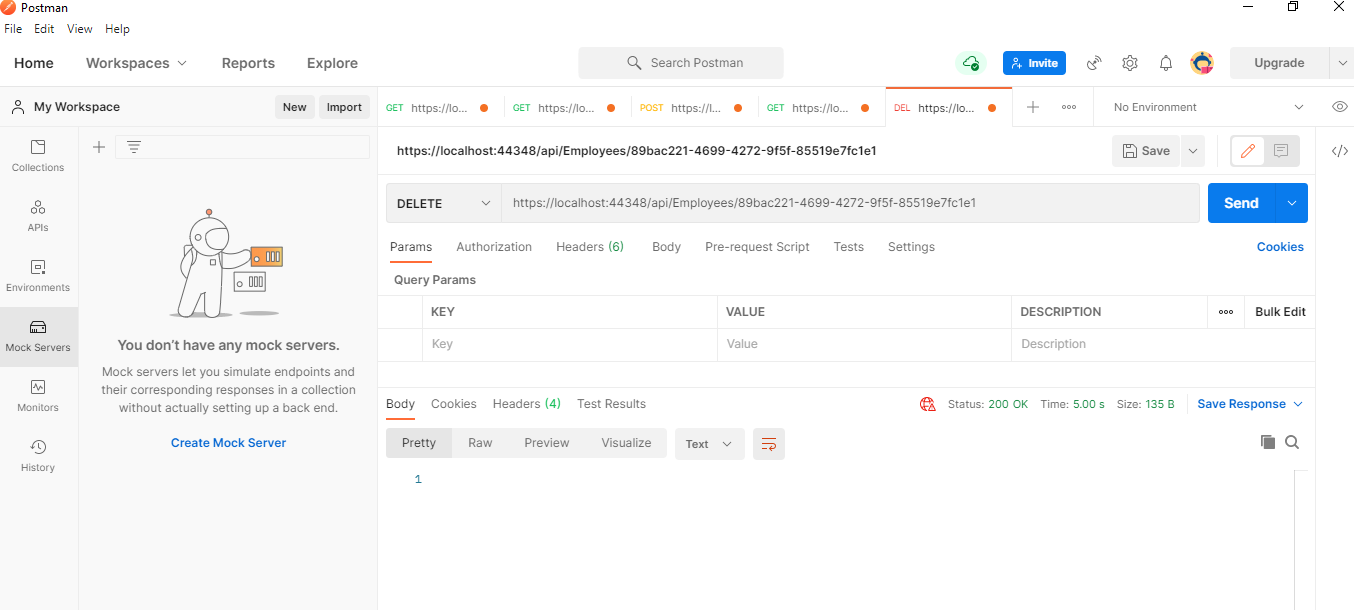 Postman
File Edit View Help
Home Workspaces Reports Explore Search Postman Invite Upgrade
My Workspace New Import GET https://lo... GET https://lo... POST https://l... GET https://lo... DEL https://lo... No Environment
https://localhost:44348/api/Employees/89bac221-4699-4272-9f5f-85519e7fc1e1 Save
Collections
APIs
Environments
Mock Servers
Monitors
History
You don't have any mock servers.
Mock servers let you simulate endpoints and
their corresponding responses in a collection
without actually setting up a back end.
Create Mock Server
DELETE https://localhost:44348/api/Employees/89bac221-4699-4272-9f5f-85519e7fc1e1 Send
Params Authorization Headers (6) Body Pre-request Script Tests Settings Cookies
Query Params
KEY VALUE DESCRIPTION Bulk Edit
Key Value Description
Body Cookies Headers (4) Test Results Status: 200 OK Time: 5.00 s Size: 135 B Save Response
Pretty Raw Preview Visualize Text
1